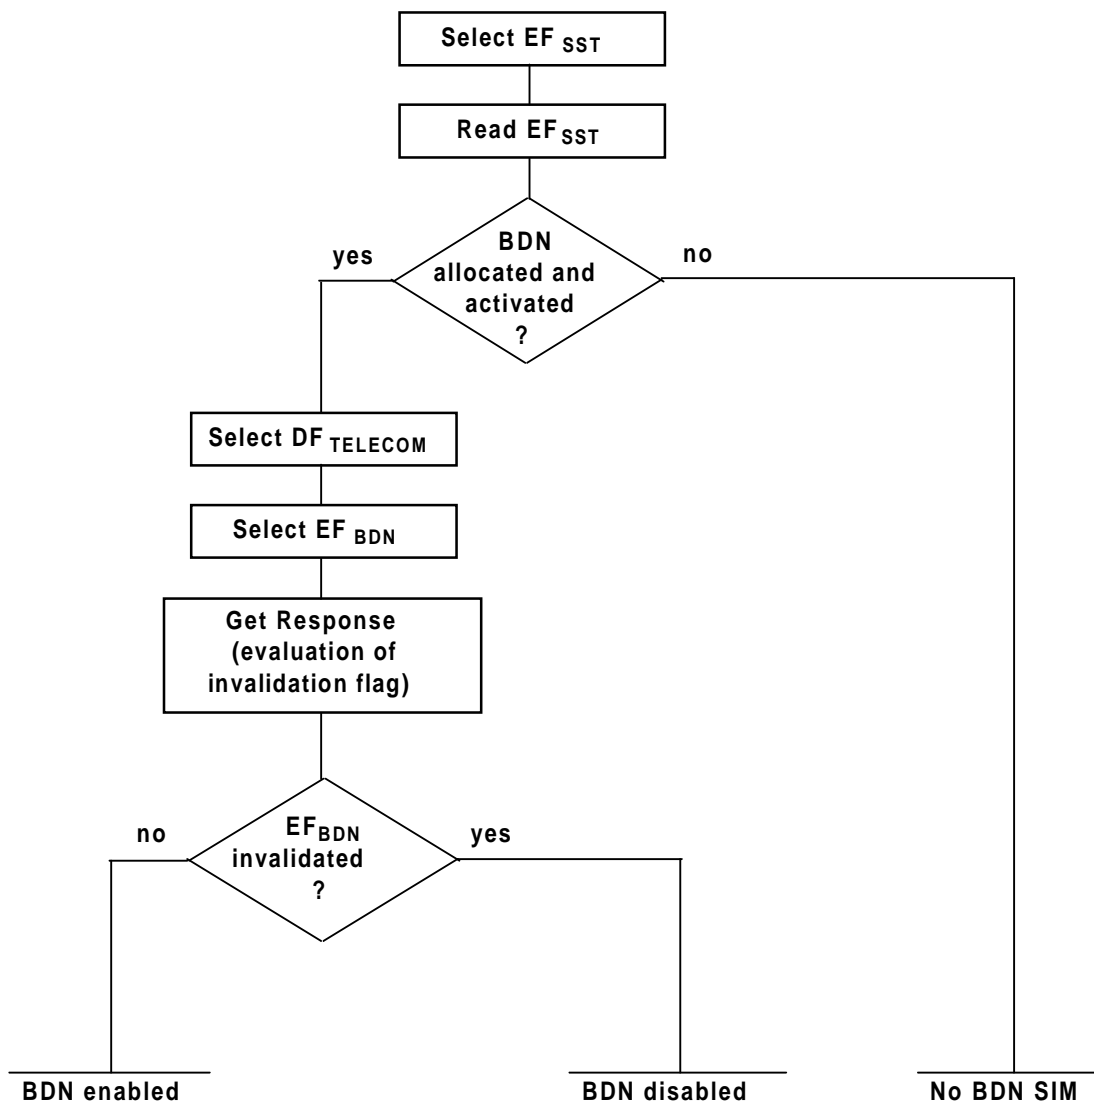 Select EF SST
Read EF SST
yes
BDN
allocated and
activated
?
no
Select DF TELECOM
Select EF BDN
Get Response
(evaluation of
invalidation flag)
no
EFBDN
invalidated
?
yes
BDN enabled
BDN disabled
No BDN SIM